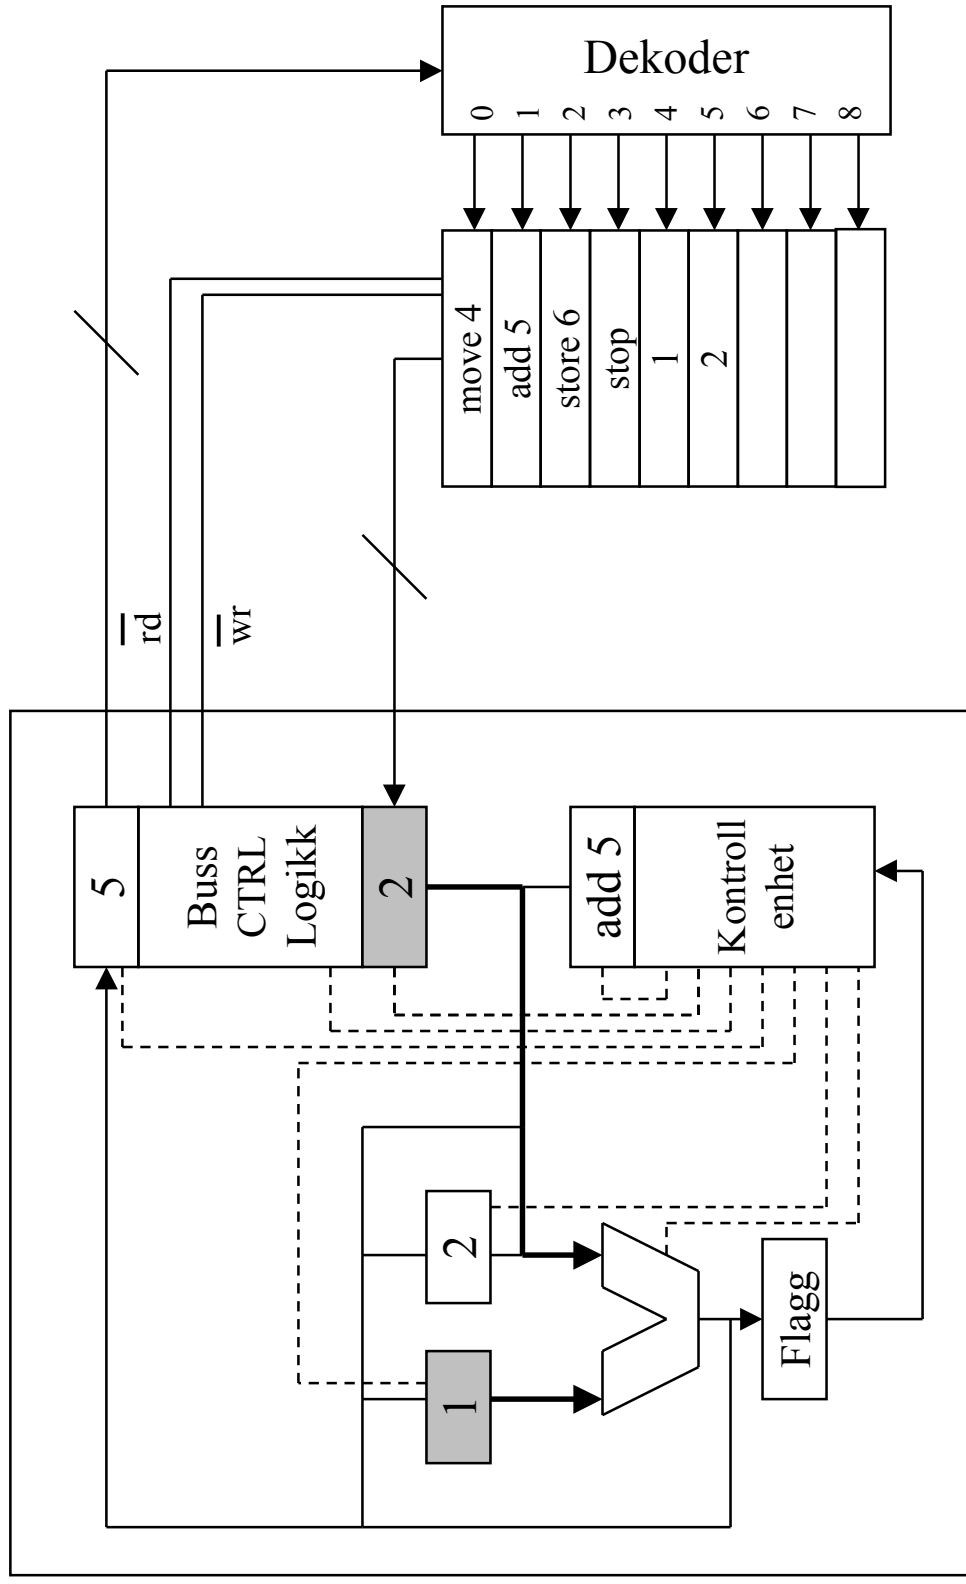 5
Buss
CTRL
Logikk
2
rd
wr
Dekoder
0
1
2
3
4
5
6
7
8
move 4
add 5
store 6
stop
1
2
add 5
Kontroll
enhet
1
2
Flagg